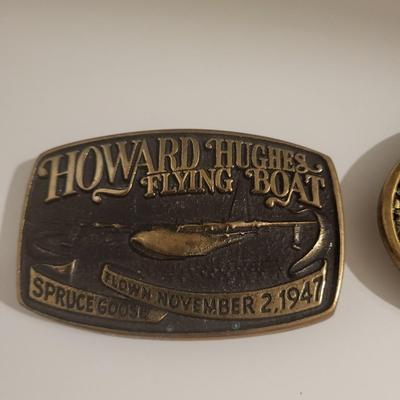 HOWARD HUGHES
FLYING BOAT
FLOWN NOVEMBER 2, 1947
SPRUCE GOOSE